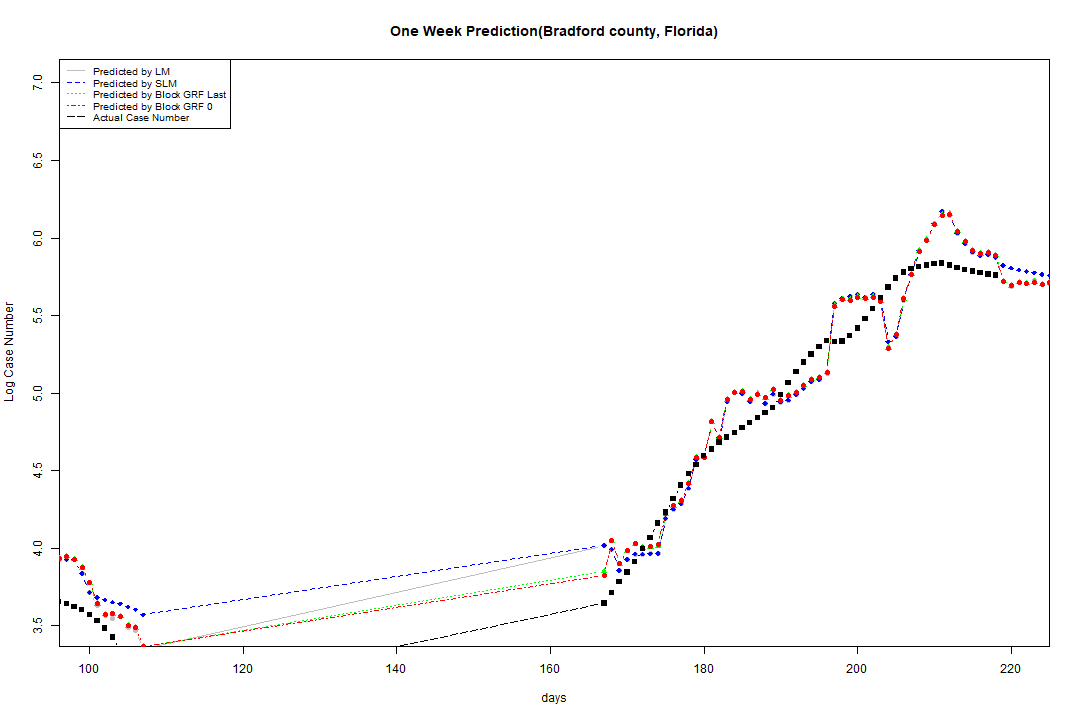 One Week Prediction(Bradford county, Florida)
Predicted by LM
Predicted by SLM
Predicted by Block GRF Last
Predicted by Block GRF 0
Actual Case Number
7.0
6.5
6.0
5.5
5.0
4.5
4.0
3.5
Log Case Number
100 120 140 160 180 200 220
days